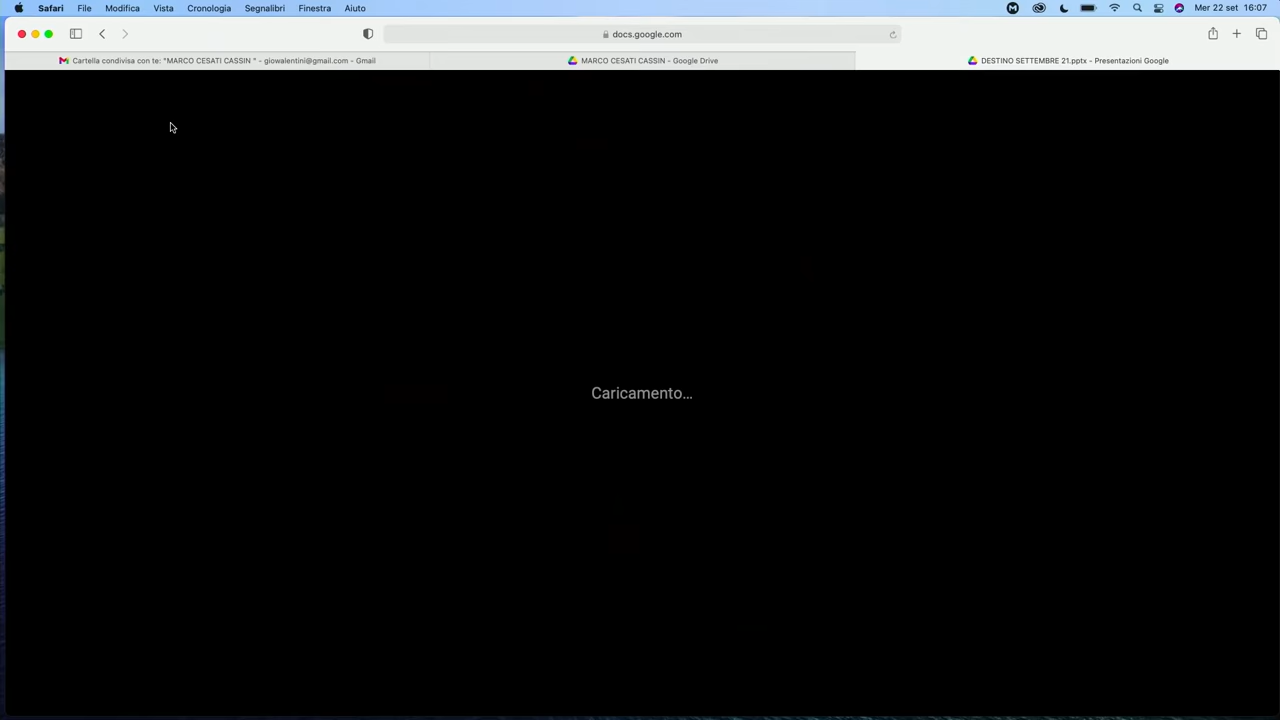 Safari File Modifica Vista Cronologia Segnalibri Finestra Aiuto Mer 22 set 16:07
docs.google.com
Cartella condivisa con te: "MARCO CESATI CASSIN " - giowalentini@gmail.com - Gmail
MARCO CESATI CASSIN - Google Drive
DESTINO SETTEMBRE 21.pptx - Presentazioni Google
Caricamento...